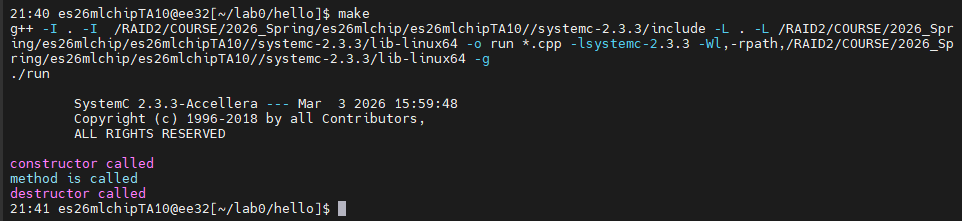 21:40 es26mlchipTA10@ee32[~/lab0/hello]$ make
g++ -I . -I  /RAID2/COURSE/2026_Spring/es26mlchip/es26mlchipTA10//systemc-2.3.3/include -L . -L /RAID2/COURSE/2026_Spr
ing/es26mlchip/es26mlchipTA10//systemc-2.3.3/lib-linux64 -o run *.cpp -lsystemc-2.3.3 -Wl,-rpath,/RAID2/COURSE/2026_Sp
ring/es26mlchip/es26mlchipTA10//systemc-2.3.3/lib-linux64 -g
./run
SystemC 2.3.3-Accellera --- Mar  3 2026 15:59:48
Copyright (c) 1996-2018 by all Contributors,
ALL RIGHTS RESERVED
constructor called
method is called
destructor called
21:41 es26mlchipTA10@ee32[~/lab0/hello]$